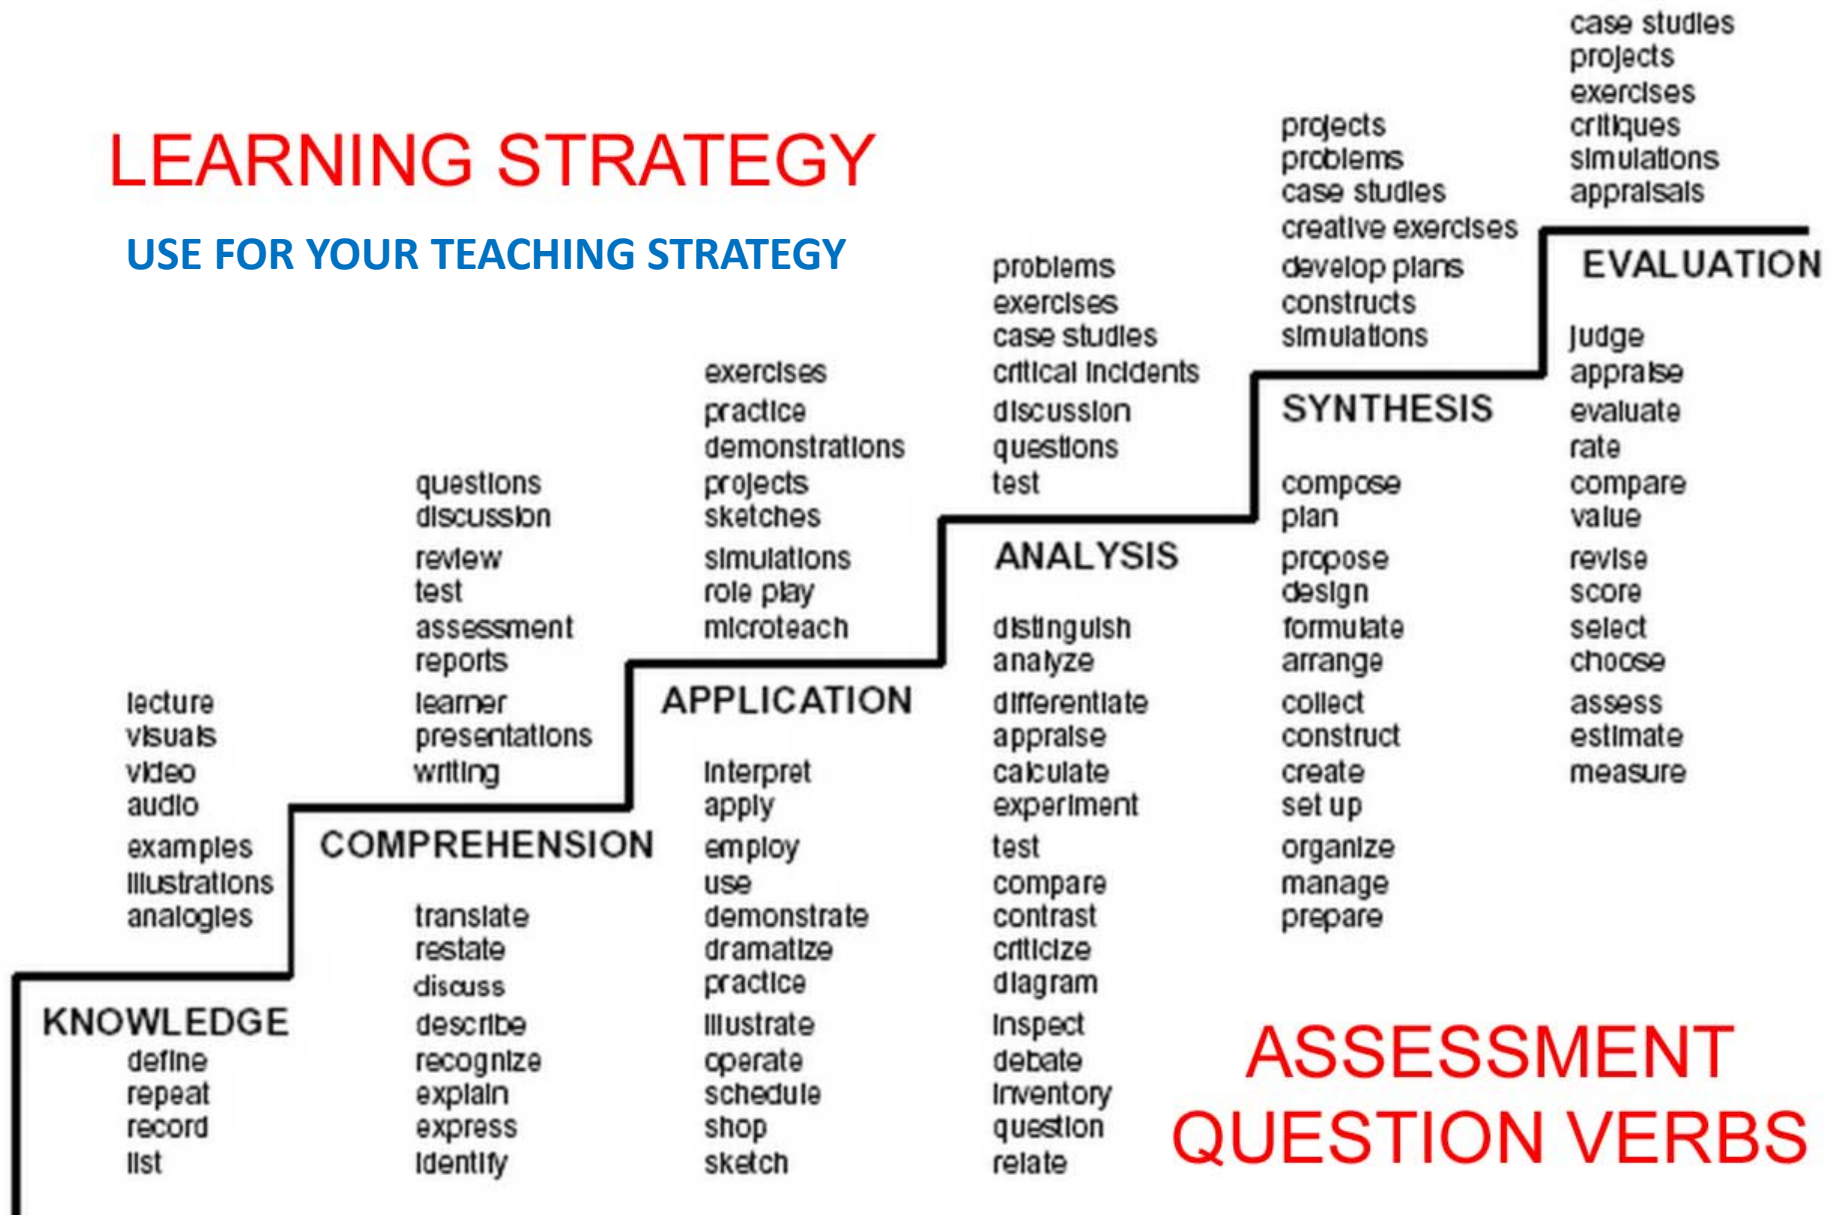 LEARNING STRATEGY
USE FOR YOUR TEACHING STRATEGY
lecture
visuals
video
audio
examples
illustrations
analogies
KNOWLEDGE
define
repeat
record
list
questions
discussion
review
test
assessment
reports
learner
presentations
writing
COMPREHENSION
translate
restate
discuss
describe
recognize
explain
express
identify
exercises
practice
demonstrations
projects
sketches
simulations
role play
microteach
APPLICATION
interpret
apply
employ
use
demonstrate
dramatize
practice
illustrate
operate
schedule
shop
sketch
problems
exercises
case studies
critical incidents
discussion
questions
test
ANALYSIS
distinguish
analyze
differentiate
appraise
calculate
experiment
test
compare
contrast
criticize
diagram
inspect
debate
inventory
question
relate
projects
problems
case studies
creative exercises
develop plans
constructs
simulations
SYNTHESIS
compose
plan
propose
design
formulate
arrange
collect
construct
create
set up
organize
manage
prepare
case studies
projects
exercises
critiques
simulations
appraisals
EVALUATION
judge
appraise
evaluate
rate
compare
value
revise
score
select
choose
assess
estimate
measure
ASSESSMENT
QUESTION VERBS